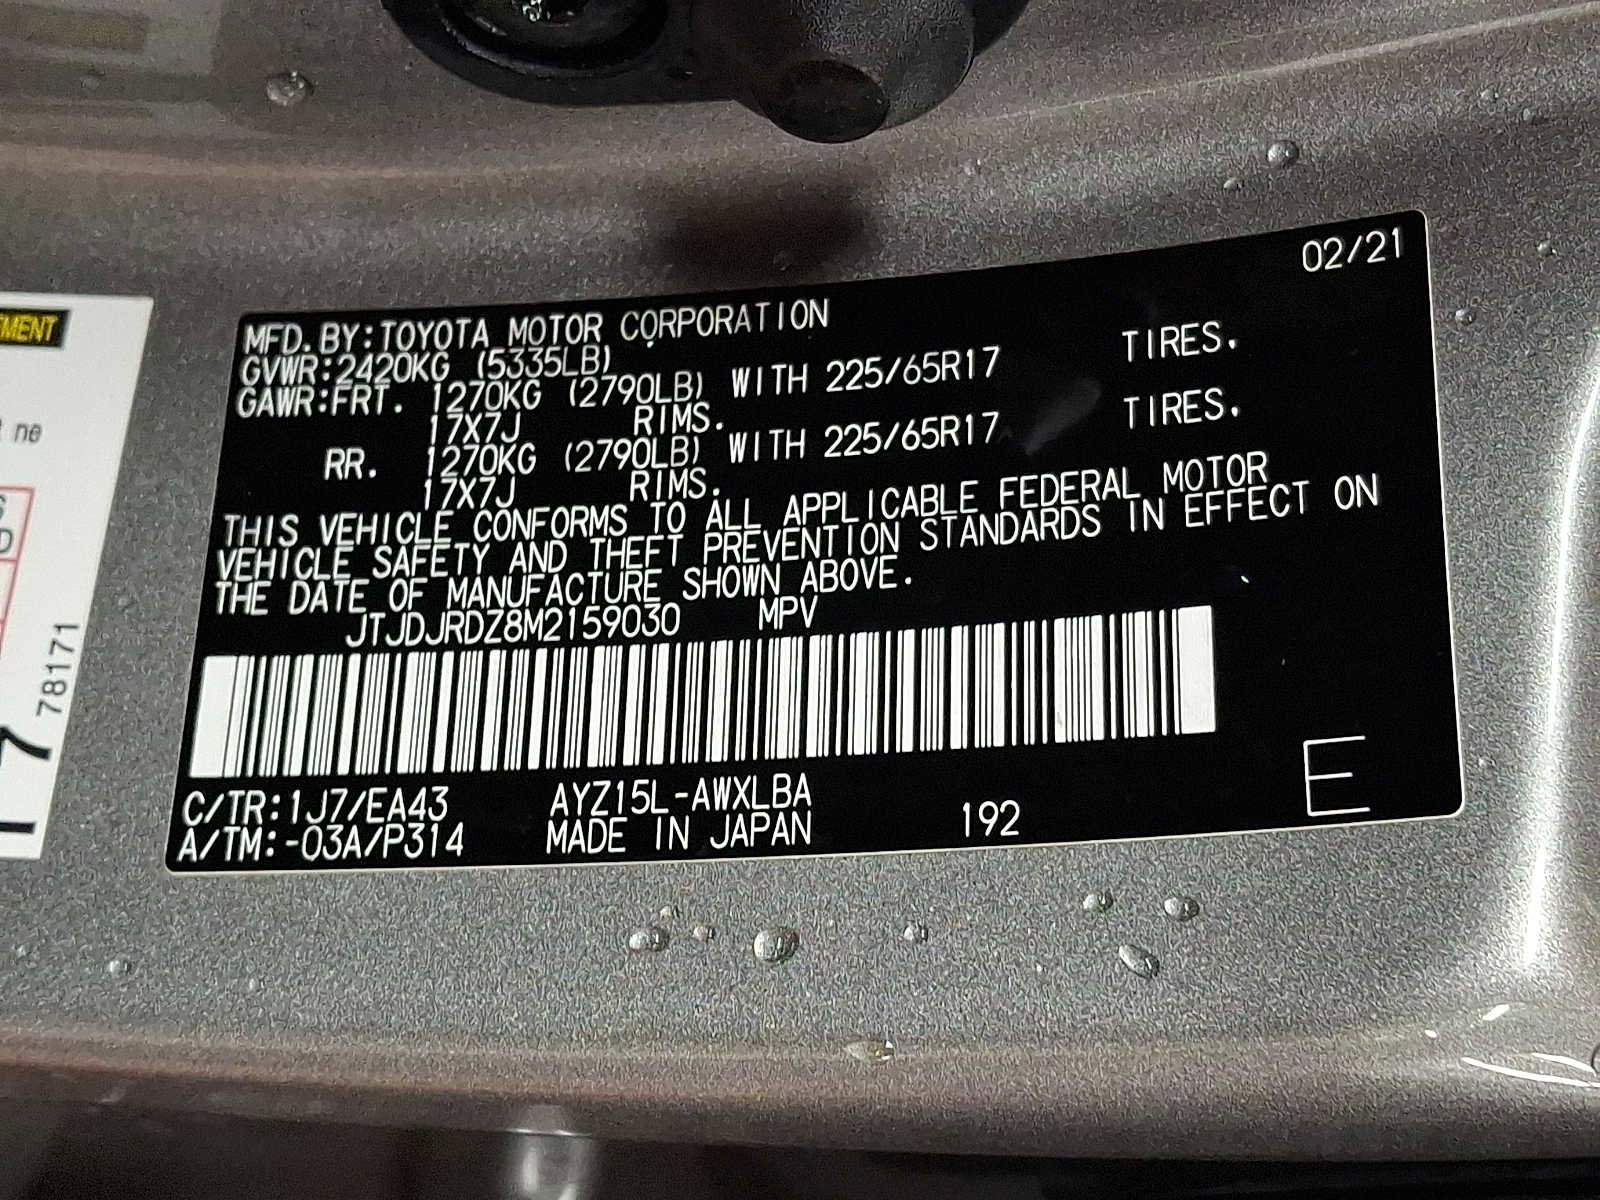 02/21
MFD. BY: TOYOTA MOTOR CORPORATION
GVWR: 2420KG (5335LB)
GAWR: FRT. 1270KG (2790LB) WITH 225/65R17 TIRES.
17X7J RIMS.
RR. 1270KG (2790LB) WITH 225/65R17 TIRES.
17X7J RIMS.
THIS VEHICLE CONFORMS TO ALL APPLICABLE FEDERAL MOTOR
VEHICLE SAFETY AND THEFT PREVENTION STANDARDS IN EFFECT ON
THE DATE OF MANUFACTURE SHOWN ABOVE.
JTJDJRDZ8M2159030 MPV
C/TR: 1J7/EA43 AYZ15L-AWXLBA
A/TM: -03A/P314 MADE IN JAPAN 192 E
ne
78171
7